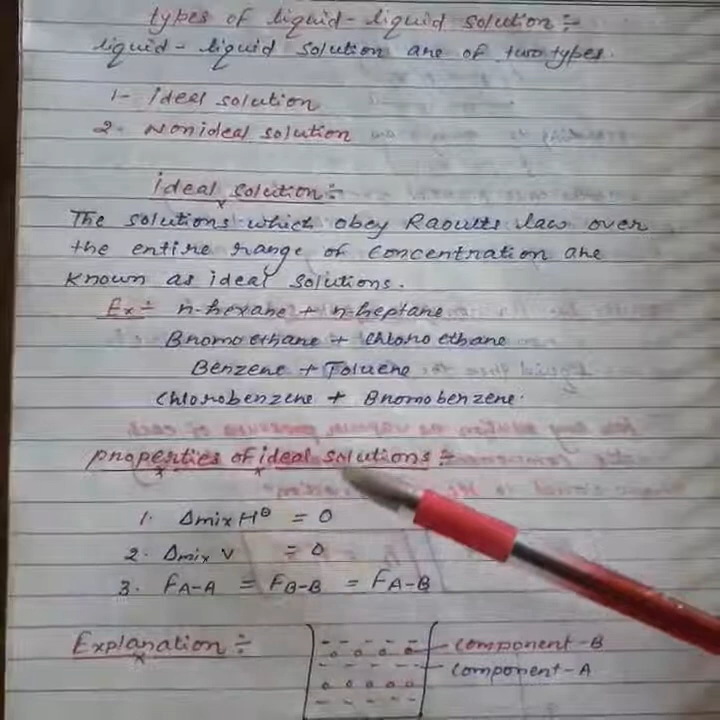 types of liquid-liquid solution :-
liquid-liquid solution are of two types.
1- ideal solution
2. Nonideal solution
ideal solution :-
The solutions which obey Raoults law over
the entire range of concentration are
known as ideal solutions.
Ex :- n-hexane + n-heptane
Bromoethane + chloroethane
Benzene + Toluene
chlorobenzene + Bromobenzene.
properties of ideal solutions :-
1. ΔmixH⊖ = 0
2. Δmix V = 0
3. FA-A = FB-B = FA-B
Explanation :-
component-B
component-A